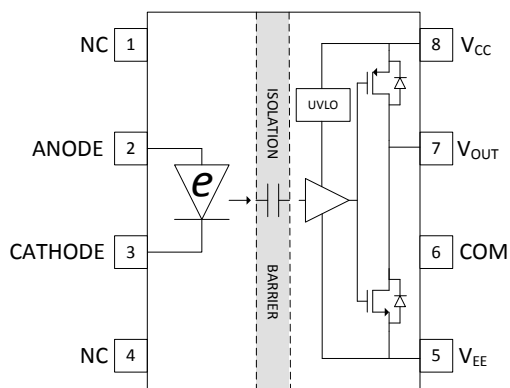 NC 1
8 VCC
ISOLATION
UVLO
ANODE 2
7 VOUT
e
CATHODE 3
6 COM
BARRIER
NC 4
5 VEE